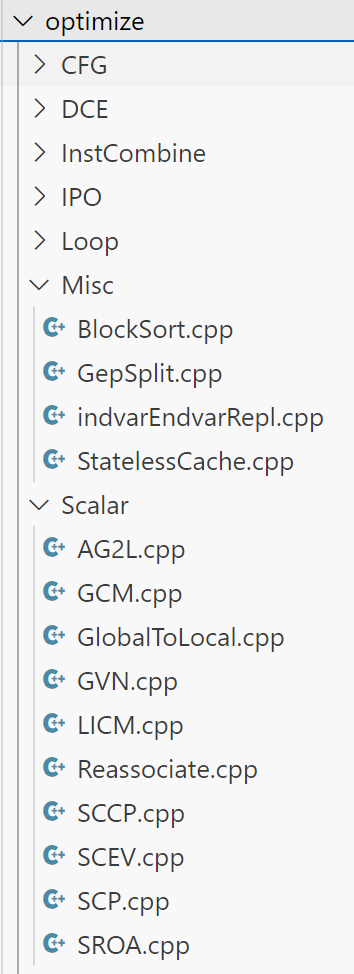 optimize
CFG
DCE
InstCombine
IPO
Loop
Misc
BlockSort.cpp
GepSplit.cpp
indvarEndvarRepl.cpp
StatelessCache.cpp
Scalar
AG2L.cpp
GCM.cpp
GlobalToLocal.cpp
GVN.cpp
LICM.cpp
Reassociate.cpp
SCCP.cpp
SCEV.cpp
SCP.cpp
SROA.cpp